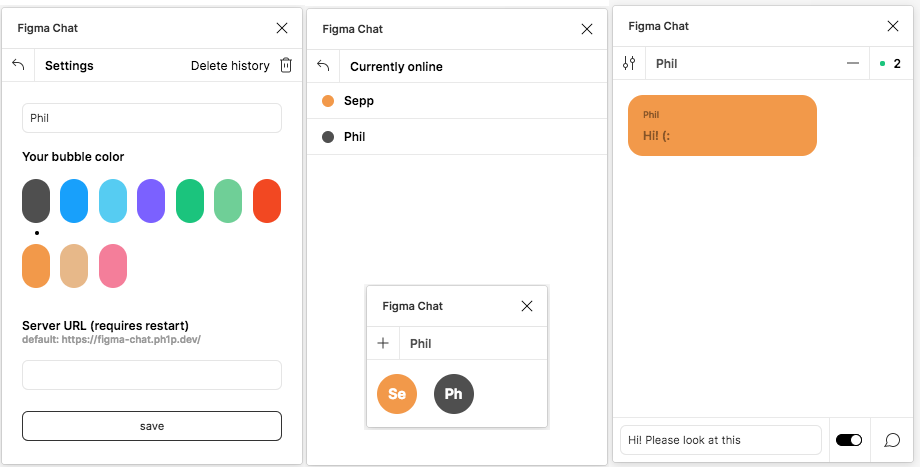 Figma Chat
Settings
Delete history
Phil
Your bubble color
Server URL (requires restart)
default: https://figma-chat.ph1p.dev/
save
Figma Chat
Currently online
Sepp
Phil
Figma Chat
Phil
Se
Ph
Figma Chat
Phil
2
Phil
Hi! (:
Hi! Please look at this